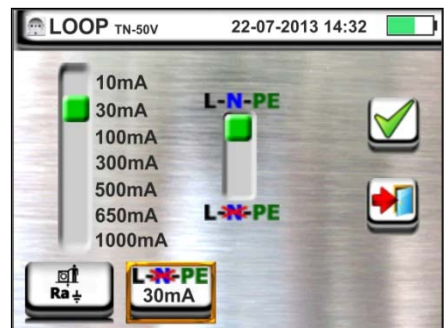 LOOP TN-50V 22-07-2013 14:32
10mA
30mA
100mA
300mA
500mA
650mA
1000mA
L-N-PE
L-N-PE
Ra
L-N-PE
30mA